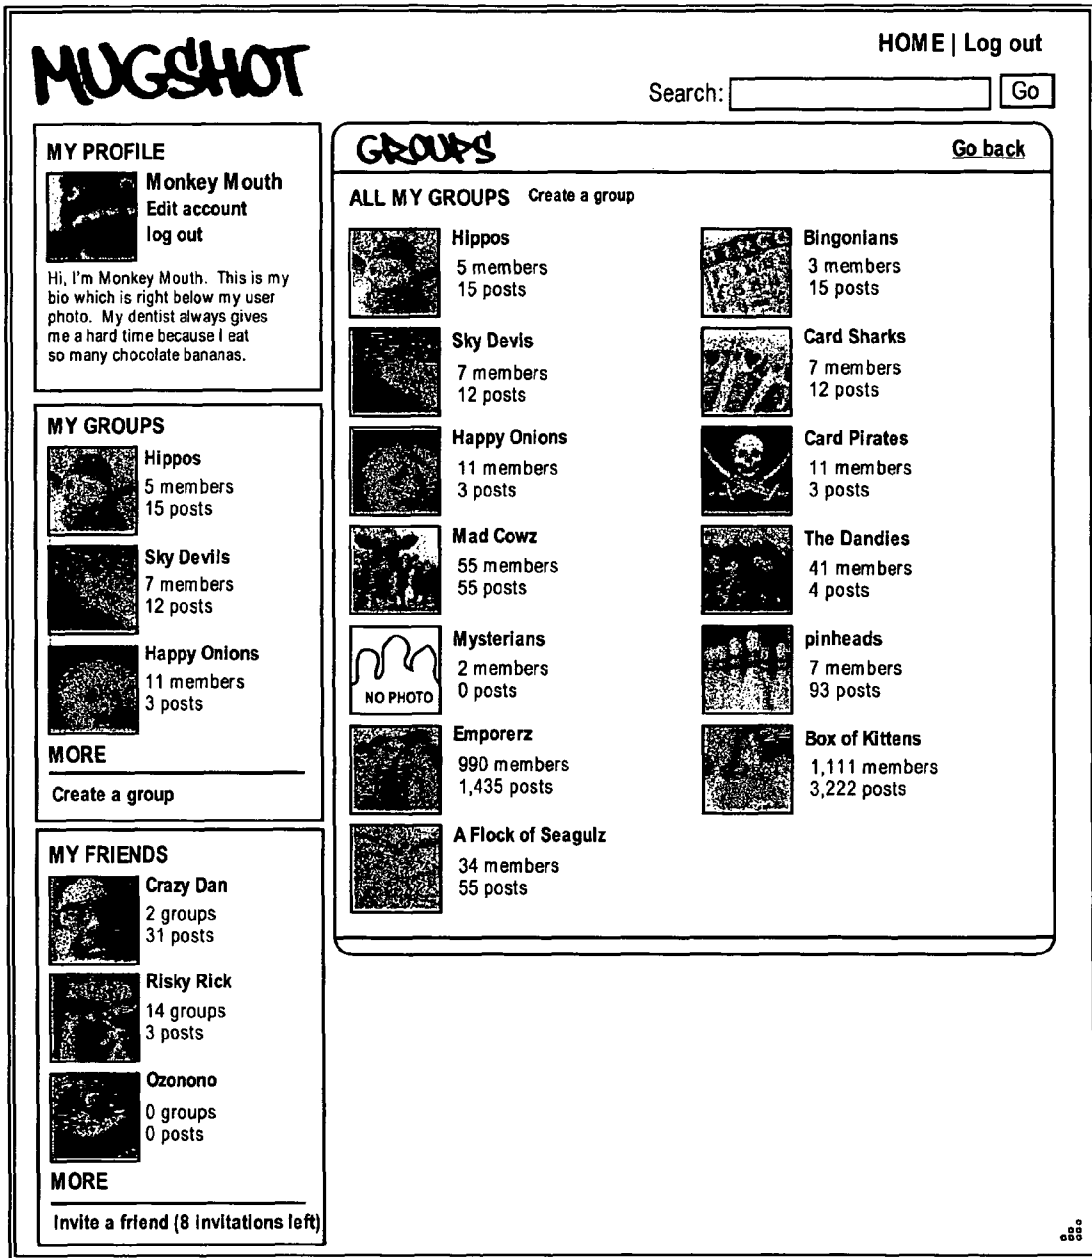 MUGSHOT
HOME | Log out
Search:
Go
MY PROFILE
Monkey Mouth
Edit account
log out
Hi, I'm Monkey Mouth. This is my
bio which is right below my user
photo. My dentist always gives
me a hard time because I eat
so many chocolate bananas.
MY GROUPS
Hippos
5 members
15 posts
Sky Devils
7 members
12 posts
Happy Onions
11 members
3 posts
MORE
Create a group
MY FRIENDS
Crazy Dan
2 groups
31 posts
Risky Rick
14 groups
3 posts
Ozonono
0 groups
0 posts
MORE
Invite a friend (8 invitations left)
GROUPS
Go back
ALL MY GROUPS Create a group
Hippos
5 members
15 posts
Sky Devls
7 members
12 posts
Happy Onions
11 members
3 posts
Mad Cowz
55 members
55 posts
NO PHOTO
Mysterians
2 members
0 posts
Emporerz
990 members
1,435 posts
A Flock of Seagulz
34 members
55 posts
Bingonians
3 members
15 posts
Card Sharks
7 members
12 posts
Card Pirates
11 members
3 posts
The Dandies
41 members
4 posts
pinheads
7 members
93 posts
Box of Kittens
1,111 members
3,222 posts